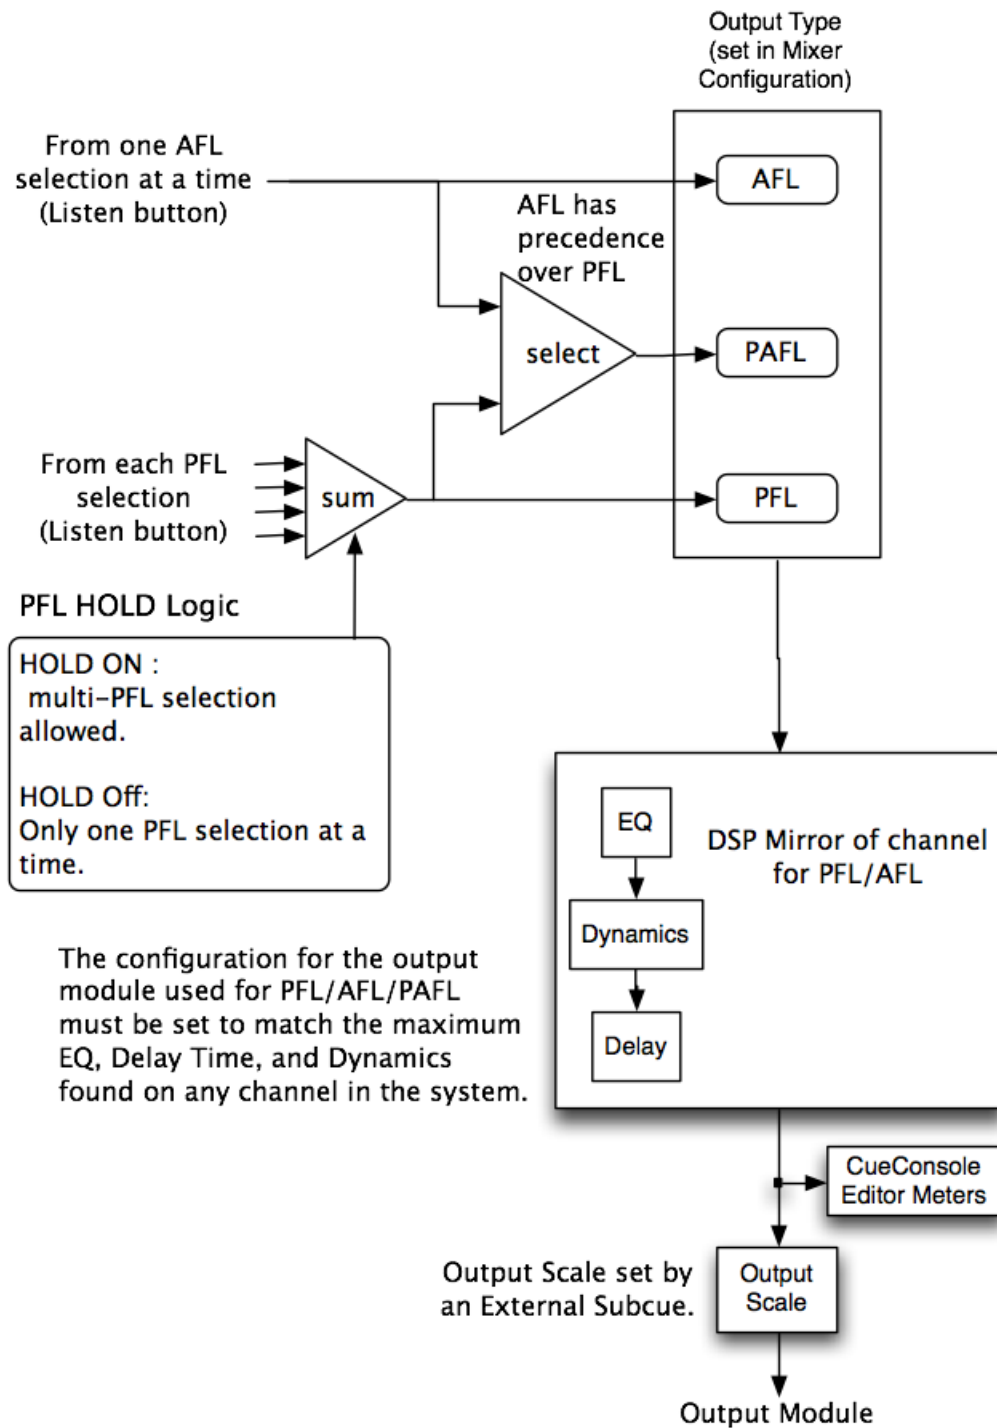 Output Type
(set in Mixer
Configuration)
From one AFL
selection at a time
(Listen button)
AFL
AFL has
precedence
over PFL
select
PAFL
From each PFL
selection
(Listen button)
sum
PFL
PFL HOLD Logic
HOLD ON :
multi-PFL selection
allowed.
HOLD Off:
Only one PFL selection at a
time.
EQ
DSP Mirror of channel
for PFL/AFL
Dynamics
Delay
The configuration for the output
module used for PFL/AFL/PAFL
must be set to match the maximum
EQ, Delay Time, and Dynamics
found on any channel in the system.
CueConsole
Editor Meters
Output Scale set by
an External Subcue.
Output
Scale
Output Module